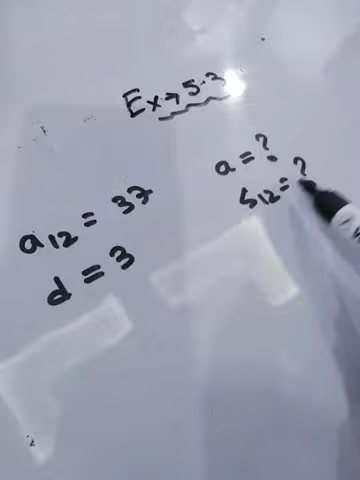 Ex→5.3
a=?
S12=?
a12=37
d=3